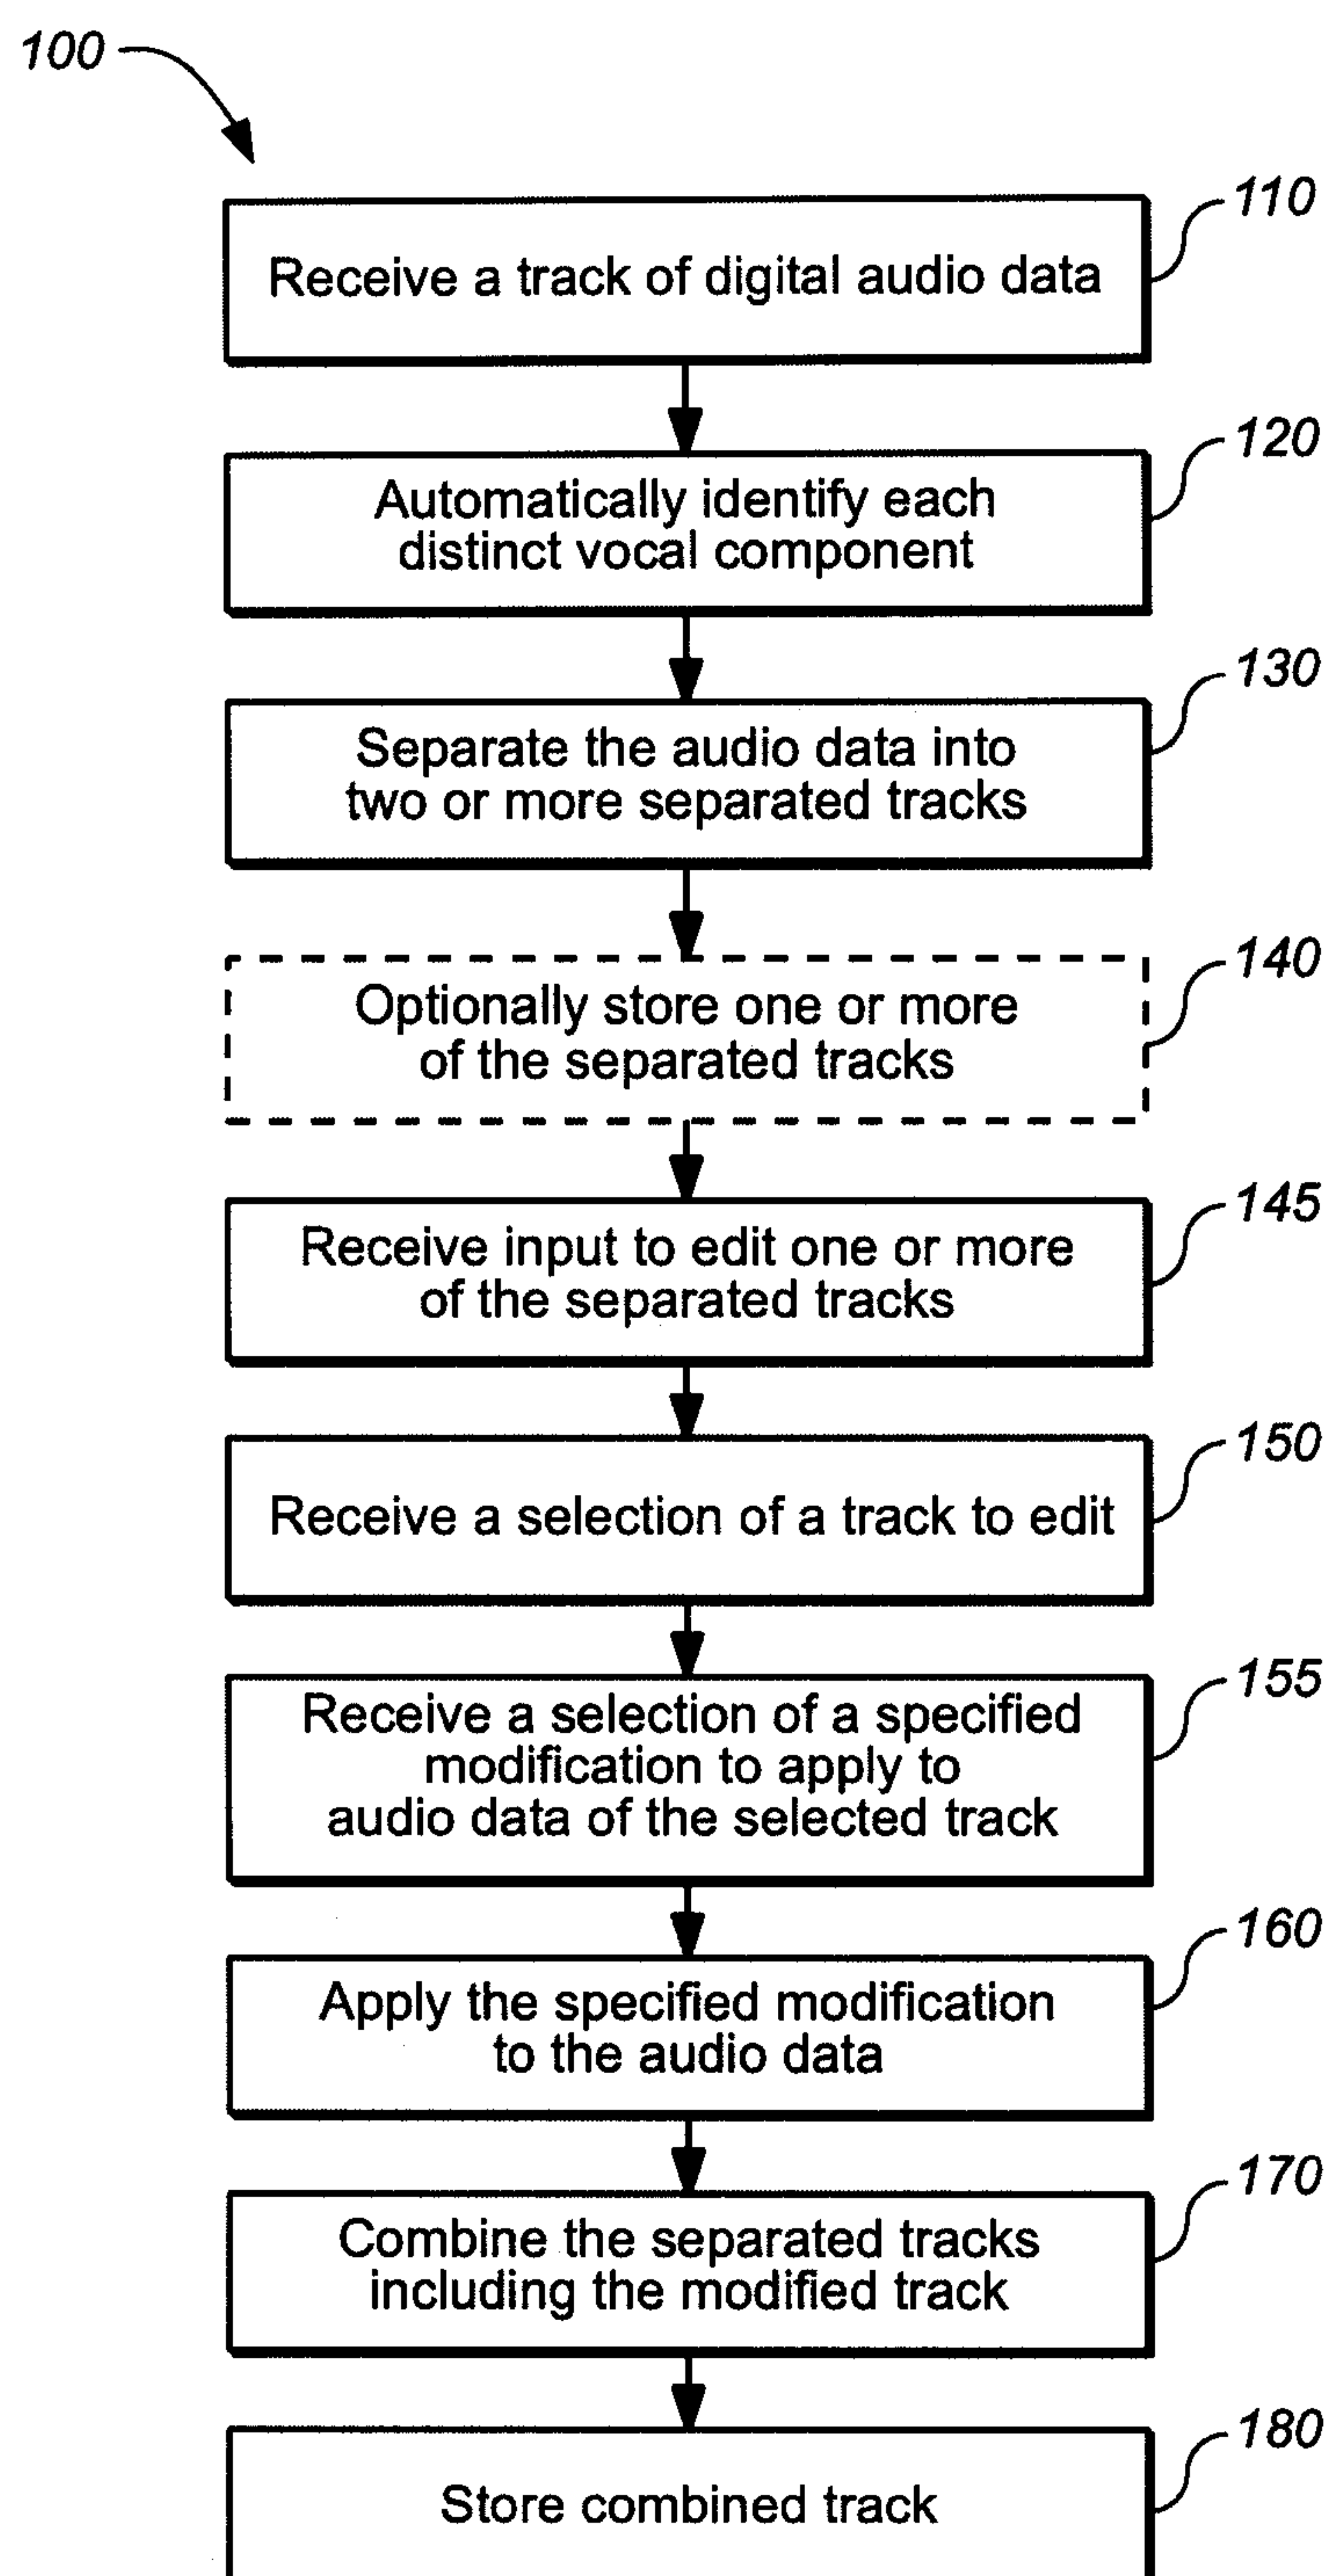 100
110
Receive a track of digital audio data
120
Automatically identify each
distinct vocal component
130
Separate the audio data into
two or more separated tracks
140
Optionally store one or more
of the separated tracks
145
Receive input to edit one or more
of the separated tracks
150
Receive a selection of a track to edit
155
Receive a selection of a specified
modification to apply to
audio data of the selected track
160
Apply the specified modification
to the audio data
170
Combine the separated tracks
including the modified track
180
Store combined track